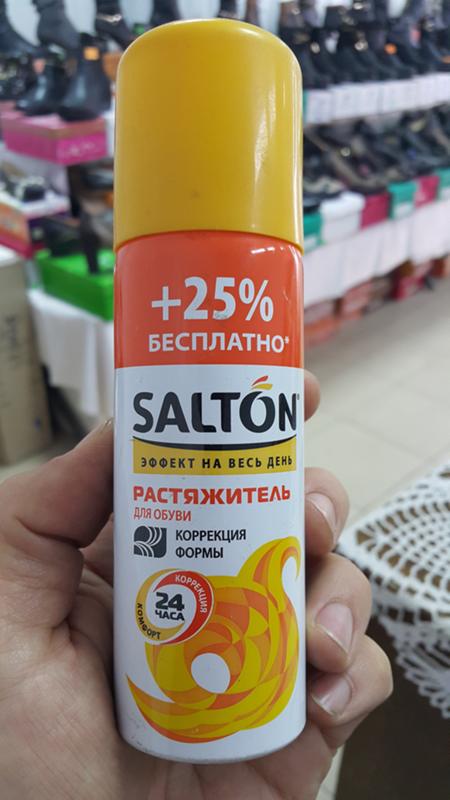 +25%
БЕСПЛАТНО*
SALTON
ЭФФЕКТ НА ВЕСЬ ДЕНЬ
РАСТЯЖИТЕЛЬ
ДЛЯ ОБУВИ
КОРРЕКЦИЯ
ФОРМЫ
КОРРЕКЦИЯ
24
ЧАСА
КОМФОРТ